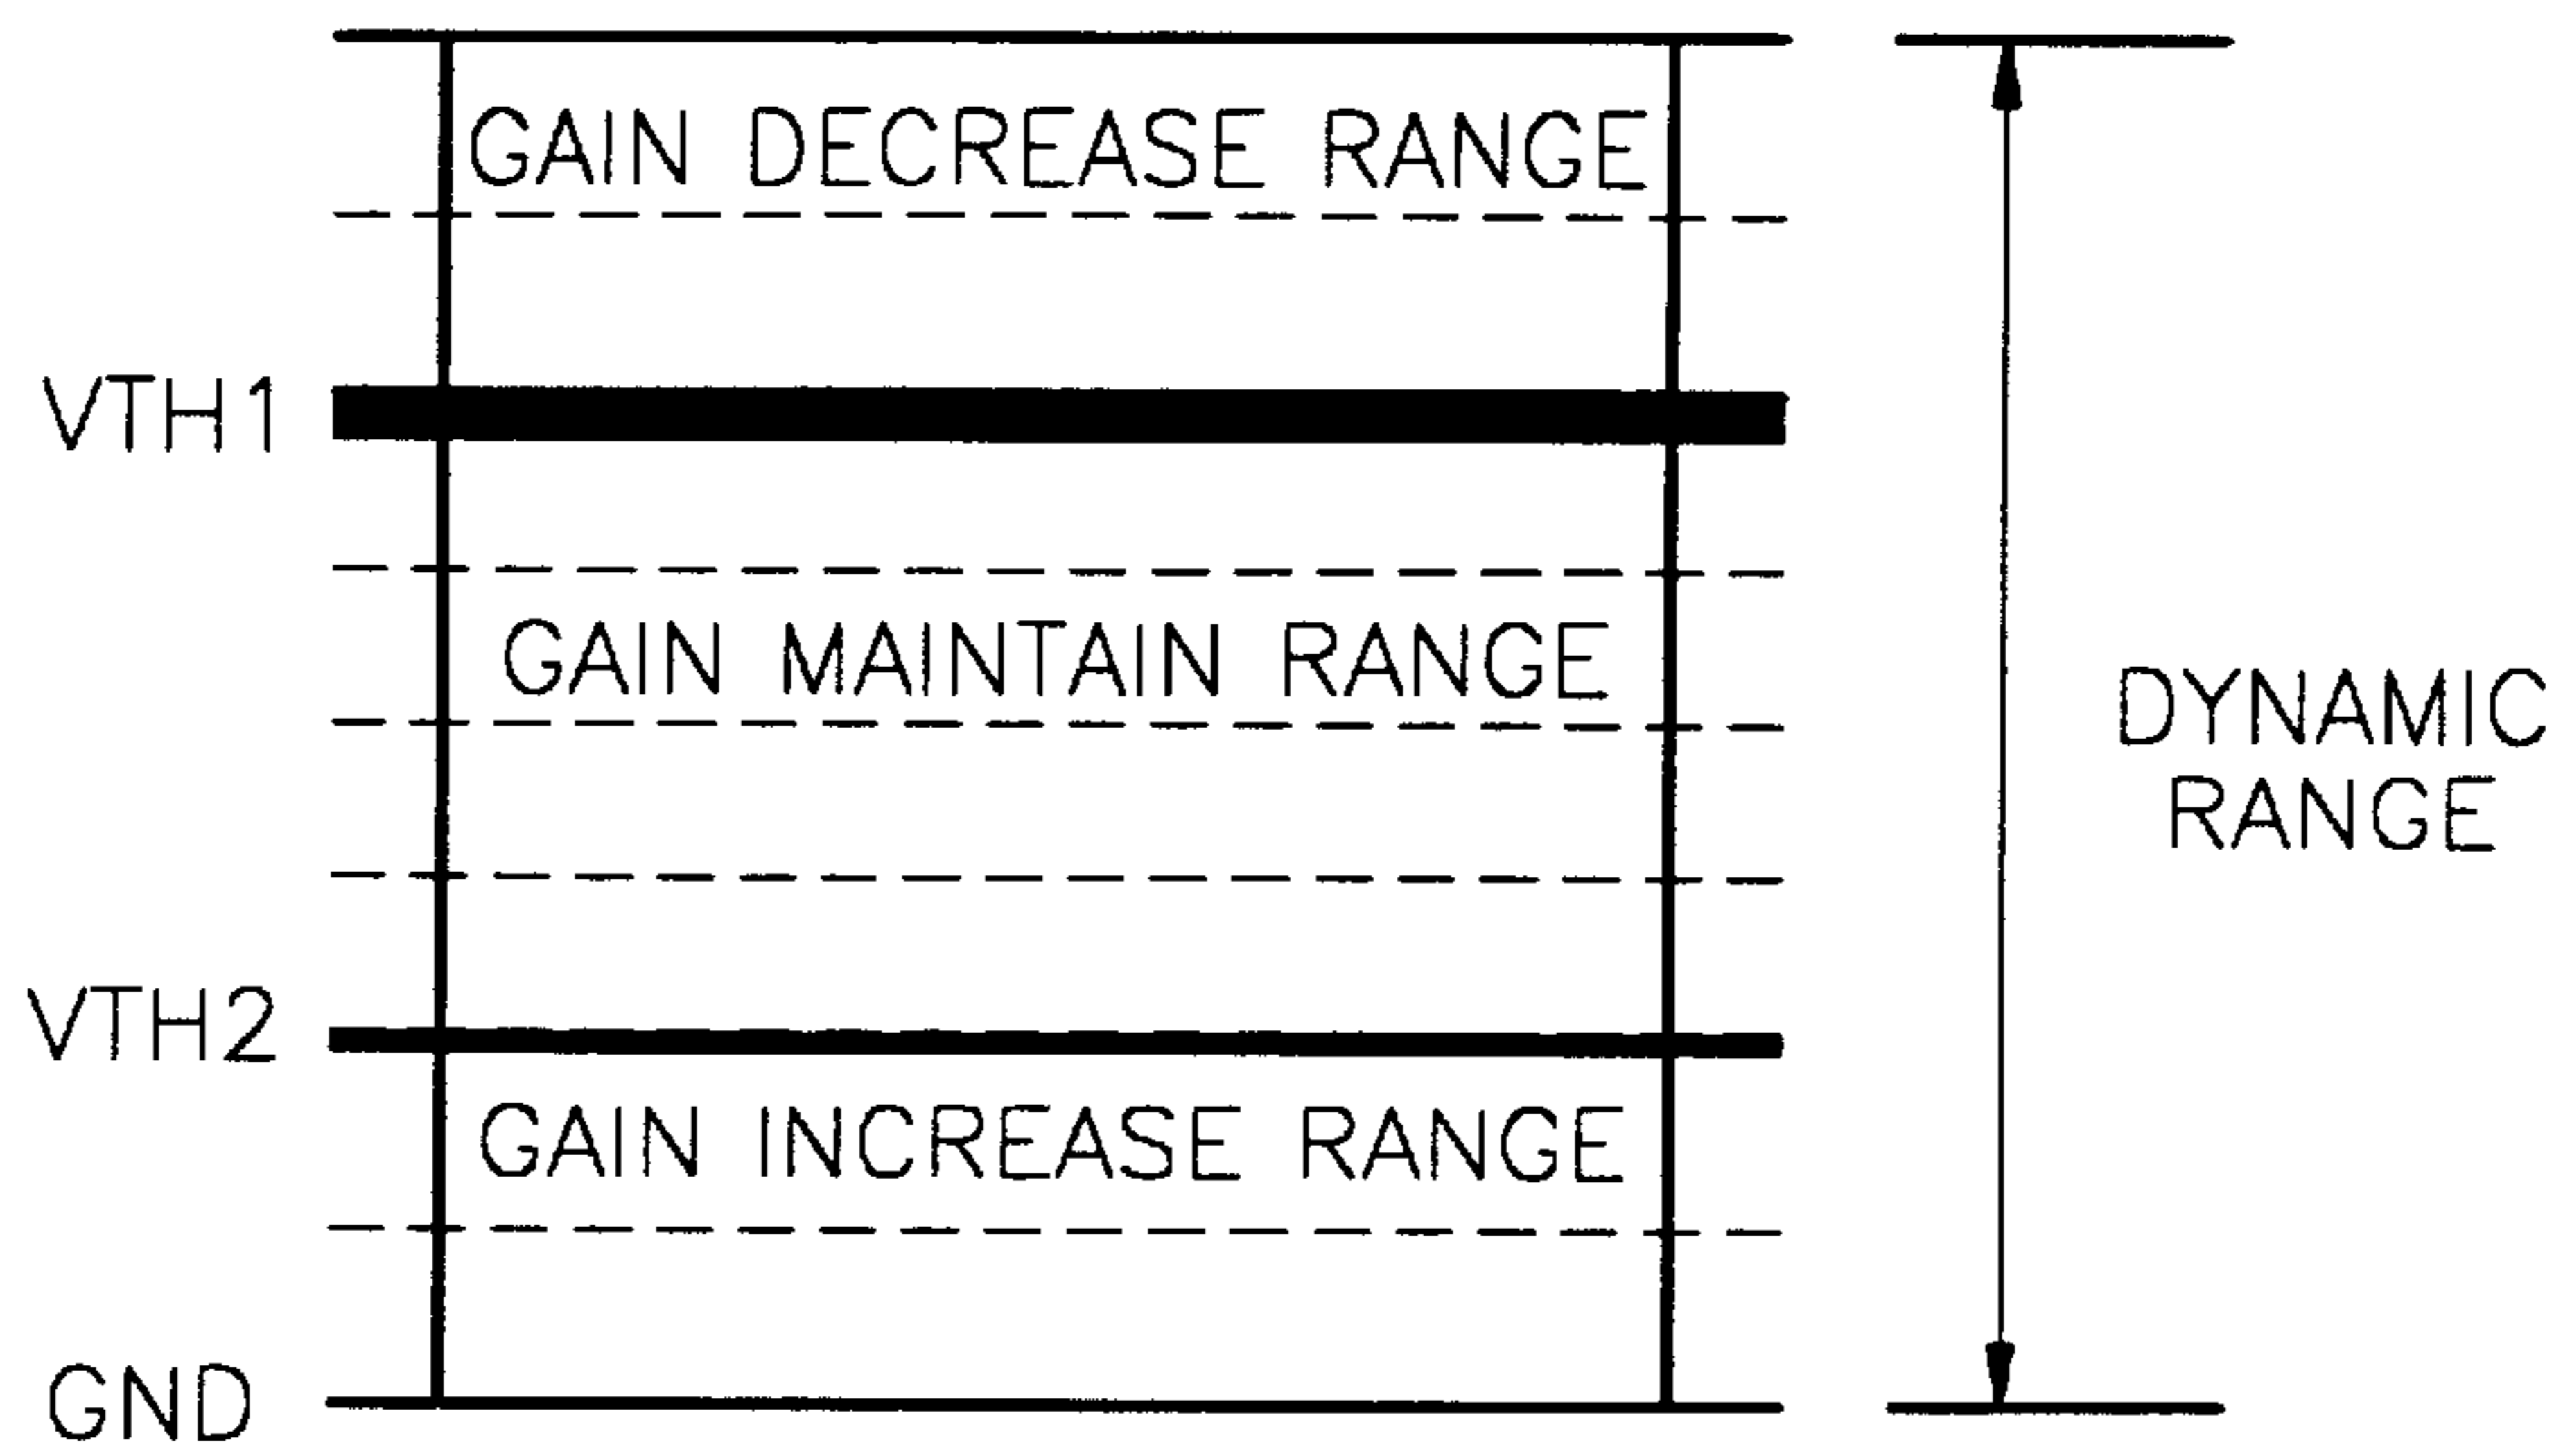 GAIN DECREASE RANGE
VTH1
GAIN MAINTAIN RANGE
DYNAMIC
RANGE
VTH2
GAIN INCREASE RANGE
GND